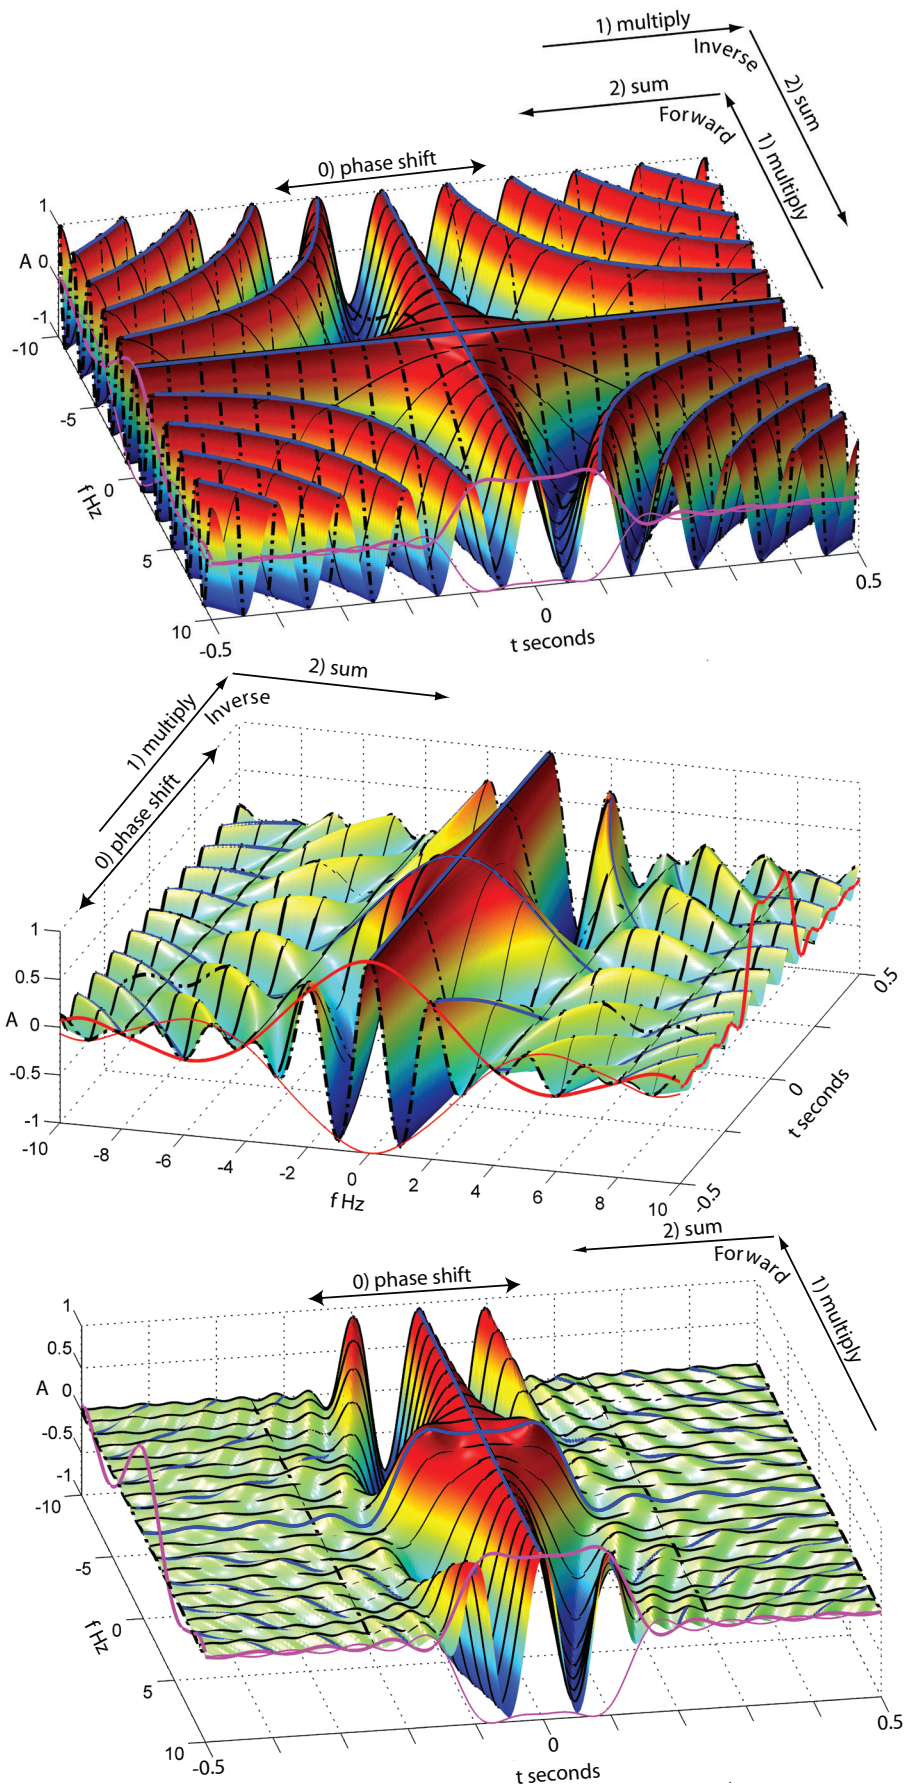 1) multiply
Inverse
2) sum
2) sum
Forward
1) multiply
0) phase shift
1
A 0
-1
-10
-5
0
f Hz
5
10
-0.5
0
0.5
t seconds
2) sum
Inverse
1) multiply
0) phase shift
1
0.5
A 0
-0.5
-1
-10
-8
-6
-4
-2
0
2
4
6
8
10
f Hz
-0.5
0
0.5
t seconds
2) sum
Forward
1) multiply
0) phase shift
1
0.5
A 0
-0.5
-1
-10
-5
0
f Hz
5
10
-0.5
0
0.5
t seconds